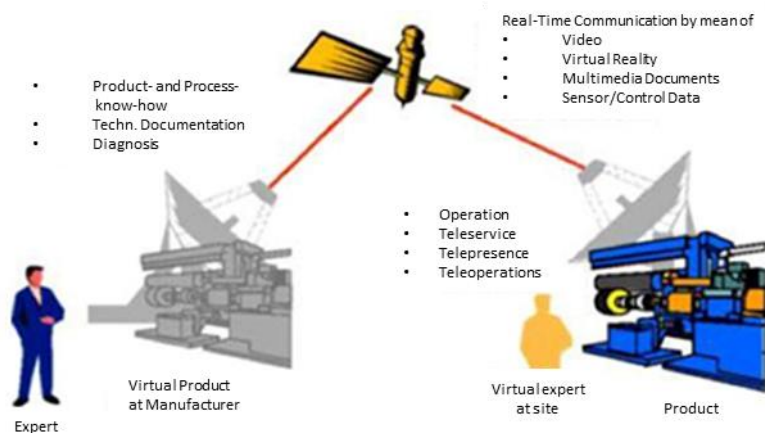 Real-Time Communication by mean of
• Video
• Virtual Reality
• Multimedia Documents
• Sensor/Control Data
• Product- and Process-
know-how
• Techn. Documentation
• Diagnosis
• Operation
• Teleservice
• Telepresence
• Teleoperations
Virtual Product
at Manufacturer
Expert
Virtual expert
at site
Product